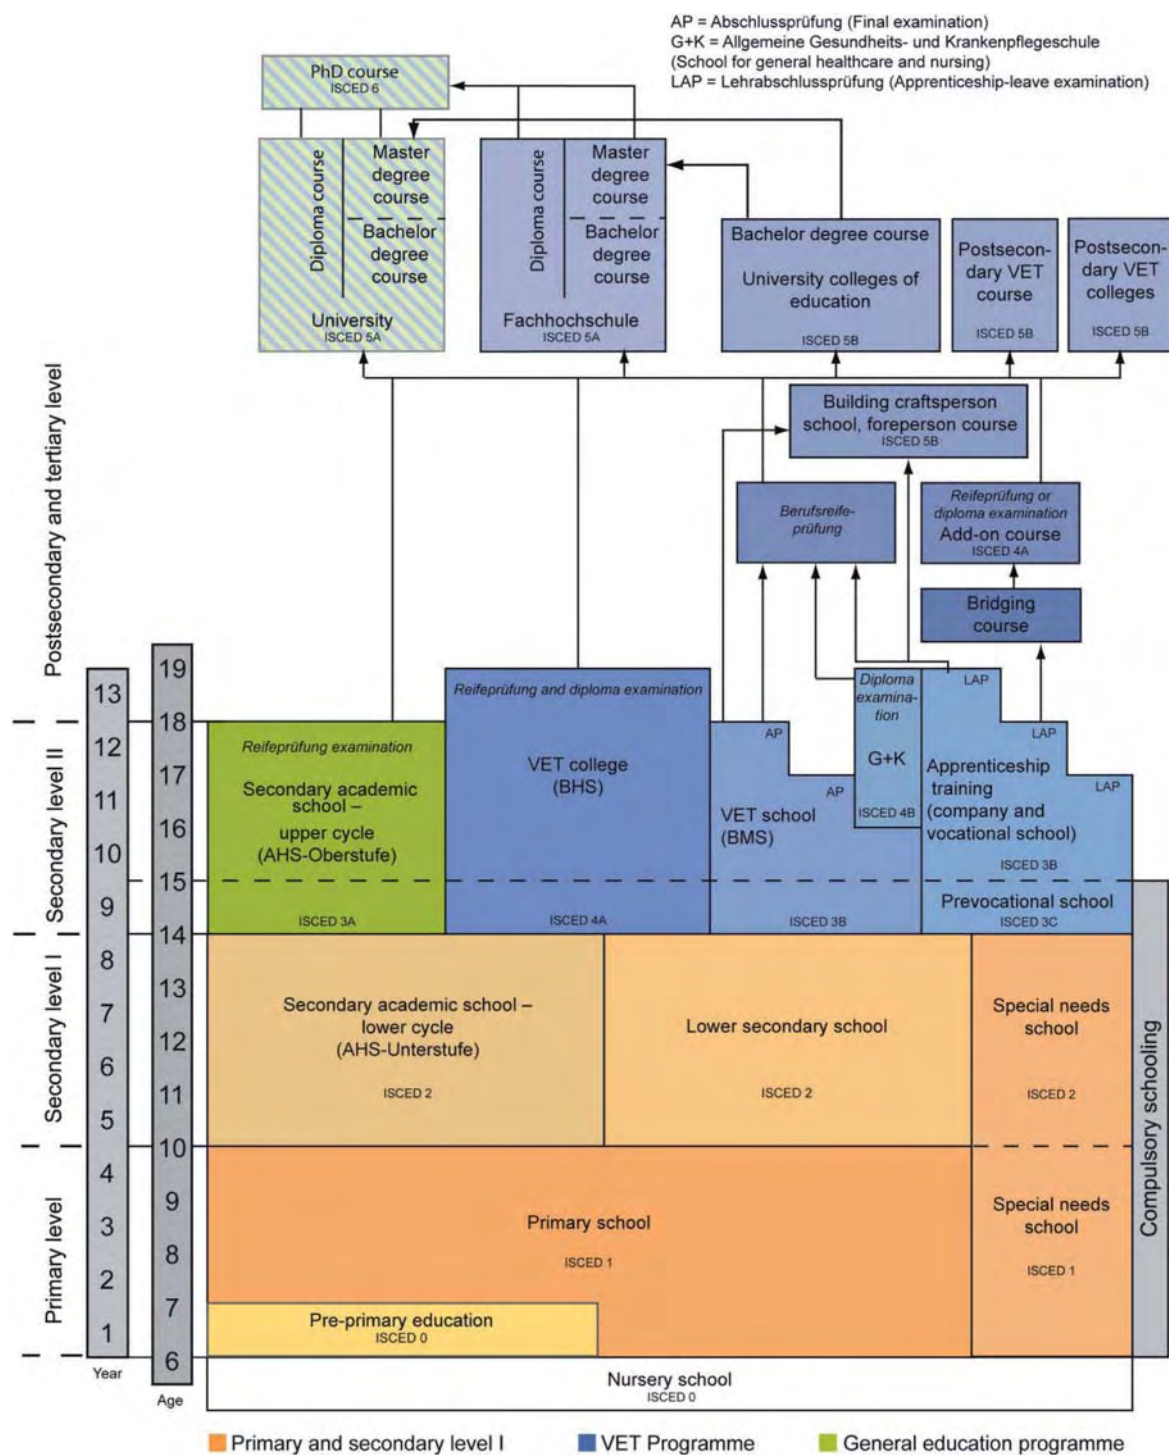 AP = Abschlussprüfung (Final examination)
G+K = Allgemeine Gesundheits- und Krankenpflegeschule
(School for general healthcare and nursing)
LAP = Lehrabschlussprüfung (Apprenticeship-leave examination)
PhD course
ISCED 6
Diploma course
Master
degree
course
Bachelor
degree
course
University
ISCED 5A
Diploma course
Master
degree
course
Bachelor
degree
course
Fachhochschule
ISCED 5A
Bachelor degree course
University colleges of
education
ISCED 5B
Postsecon-
dary VET
course
ISCED 5B
Postsecon-
dary VET
colleges
ISCED 5B
Building craftsperson
school, foreperson course
ISCED 5B
Berufsreife-
prüfung
Reifeprüfung or
diploma examination
Add-on course
ISCED 4A
Bridging
course
Postsecondary and tertiary level
Secondary level II
Secondary level I
Primary level
13
12
11
10
9
8
7
6
5
4
3
2
1
Year
19
18
17
16
15
14
13
12
11
10
9
8
7
6
Age
Reifeprüfung examination
Secondary academic
school –
upper cycle
(AHS-Oberstufe)
ISCED 3A
Reifeprüfung and diploma examination
VET college
(BHS)
ISCED 4A
AP
AP
VET school
(BMS)
ISCED 3B
Diploma
examina-
tion
G+K
ISCED 4B
LAP
LAP
LAP
Apprenticeship
training
(company and
vocational school)
ISCED 3B
Prevocational school
ISCED 3C
Secondary academic school –
lower cycle
(AHS-Unterstufe)
ISCED 2
Lower secondary school
ISCED 2
Special needs
school
ISCED 2
Primary school
ISCED 1
Special needs
school
ISCED 1
Pre-primary education
ISCED 0
Nursery school
ISCED 0
Compulsory schooling
Primary and secondary level I
VET Programme
General education programme